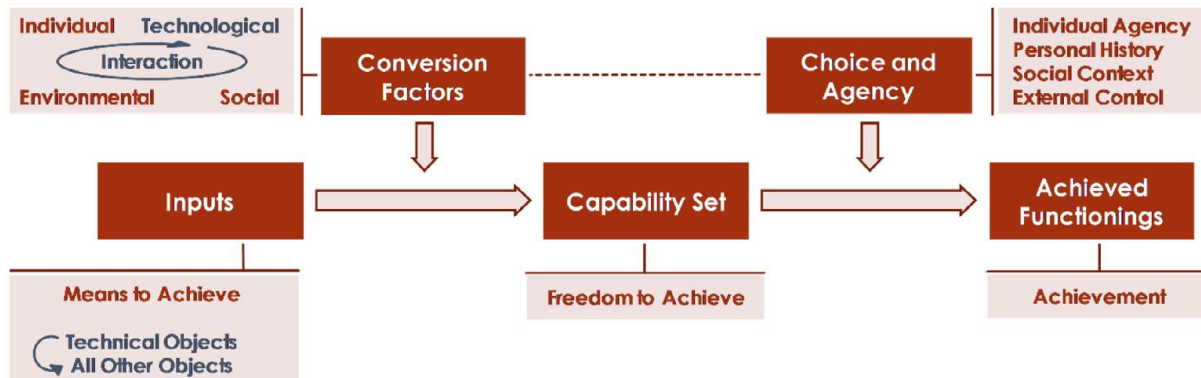 Individual Technological
Interaction
Environmental Social
Conversion
Factors
Choice and
Agency
Individual Agency
Personal History
Social Context
External Control
Inputs
Capability Set
Achieved
Functionings
Means to Achieve
Technical Objects
All Other Objects
Freedom to Achieve
Achievement